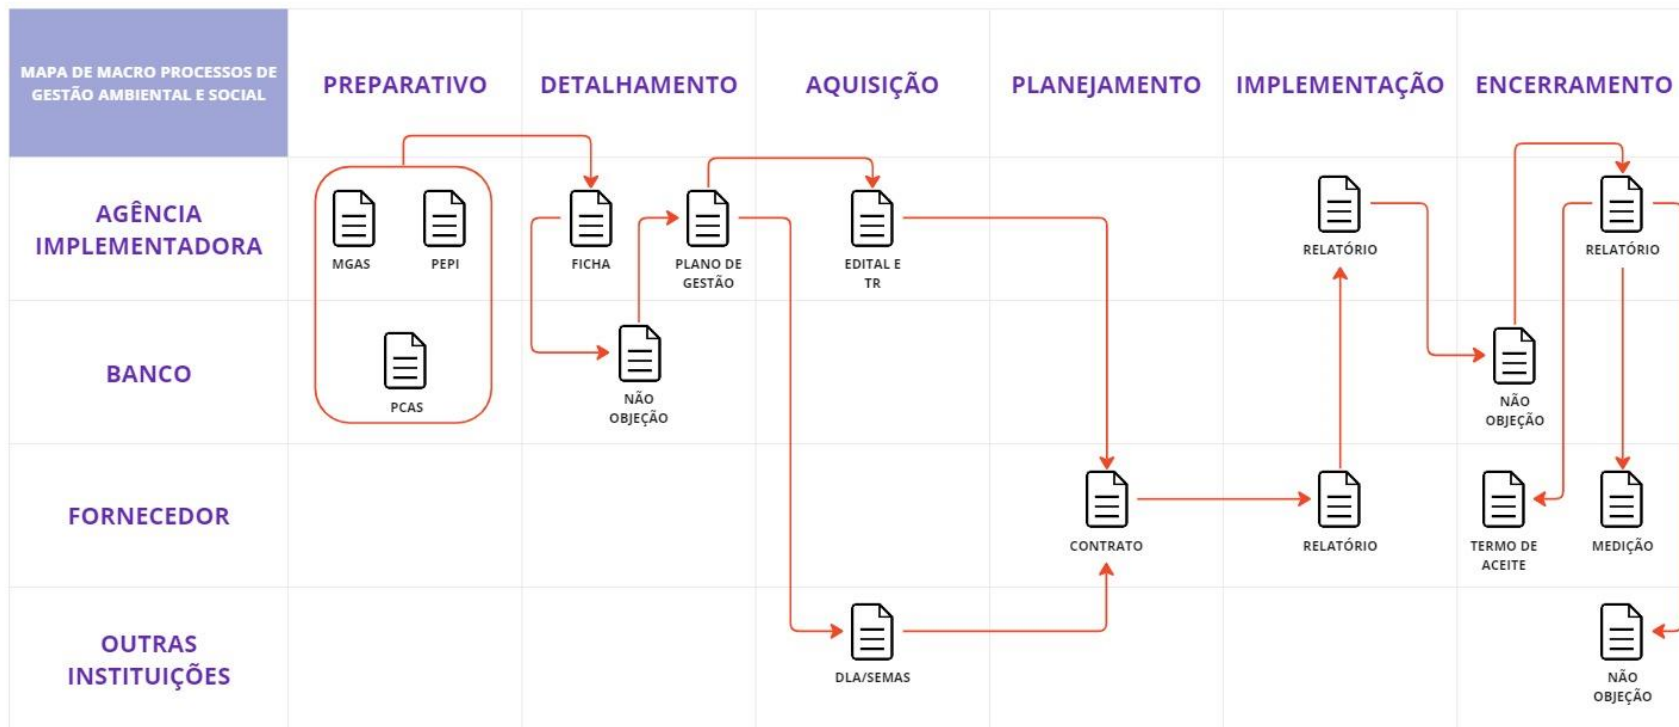 MAPA DE MACRO PROCESSOS DE
GESTÃO AMBIENTAL E SOCIAL
PREPARATIVO
DETALHAMENTO
AQUISIÇÃO
PLANEJAMENTO
IMPLEMENTAÇÃO
ENCERRAMENTO
AGÊNCIA
IMPLEMENTADORA
MGAS
PEPI
FICHA
PLANO DE
GESTÃO
EDITAL E
TR
RELATÓRIO
RELATÓRIO
BANCO
PCAS
NÃO
OBJEÇÃO
NÃO
OBJEÇÃO
FORNECEDOR
CONTRATO
RELATÓRIO
TERMO DE
ACEITE
MEDIÇÃO
OUTRAS
INSTITUIÇÕES
DLA/SEMAS
NÃO
OBJEÇÃO